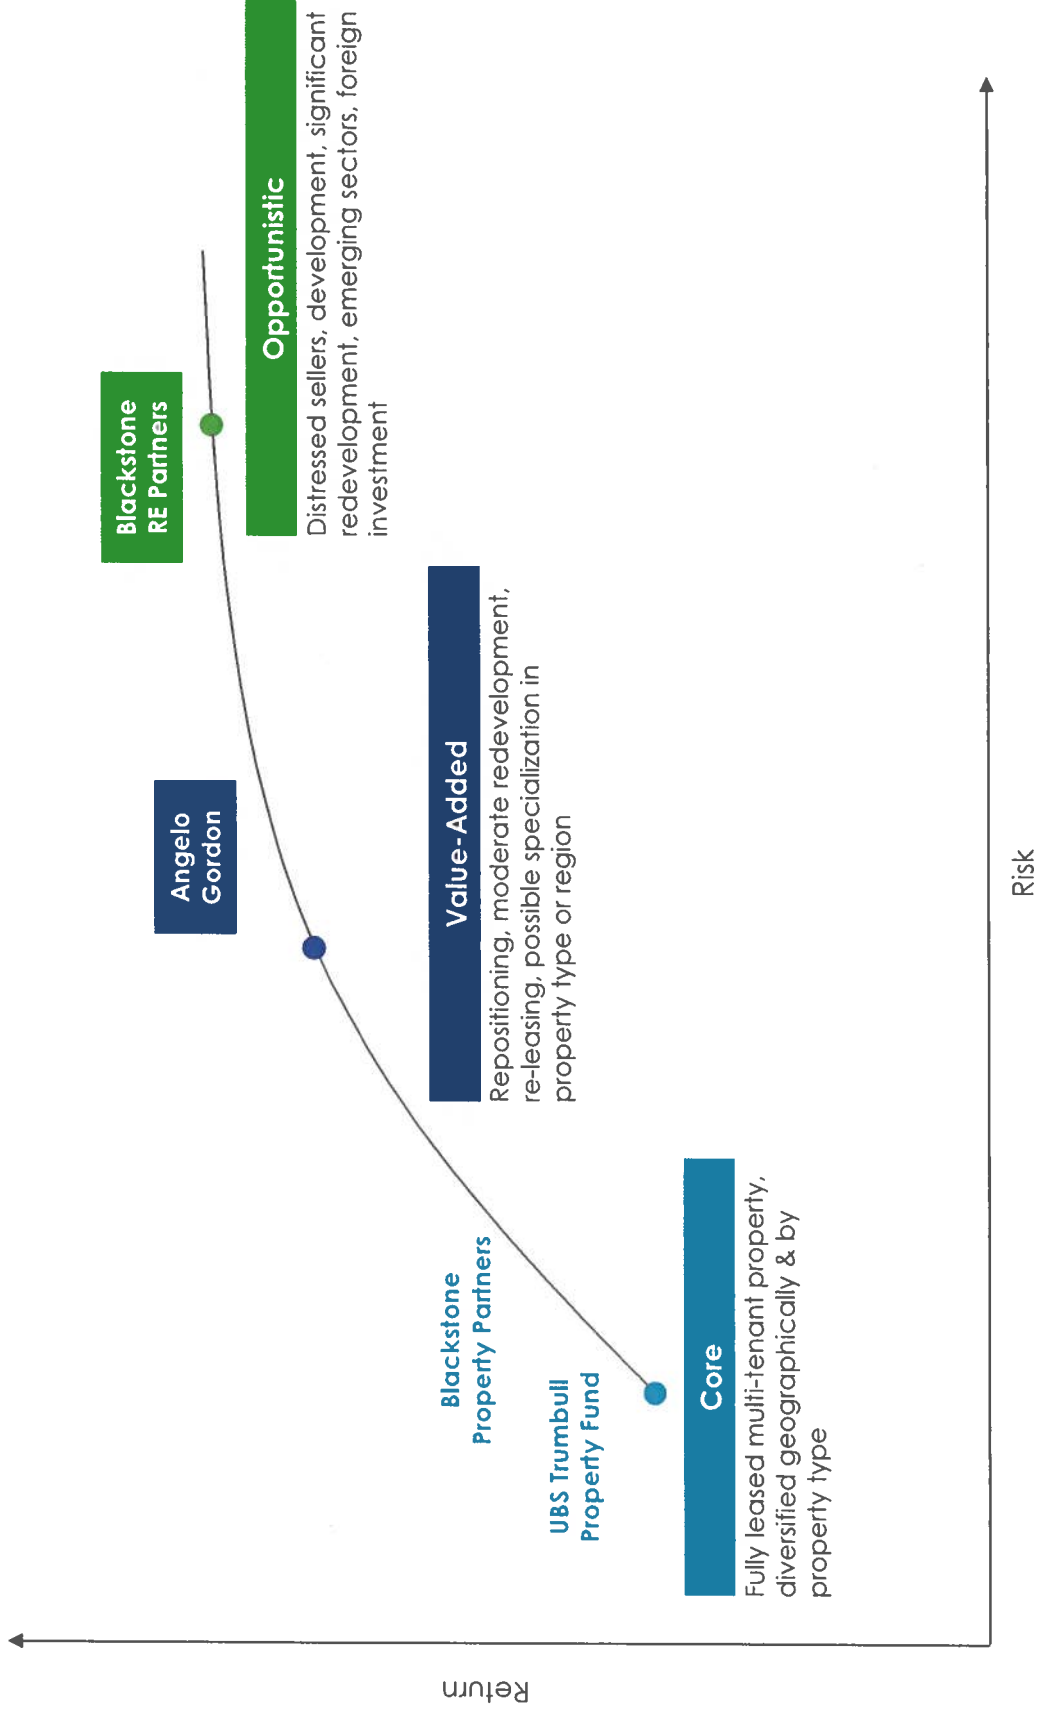 Return
Blackstone
RE Partners
Angelo
Gordon
Opportunistic
Distressed sellers, development, significant
redevelopment, emerging sectors, foreign
investment
Blackstone
Property Partners
Value-Added
Repositioning, moderate redevelopment,
re-leasing, possible specialization in
property type or region
UBS Trumbull
Property Fund
Core
Fully leased multi-tenant property,
diversified geographically & by
property type
Risk